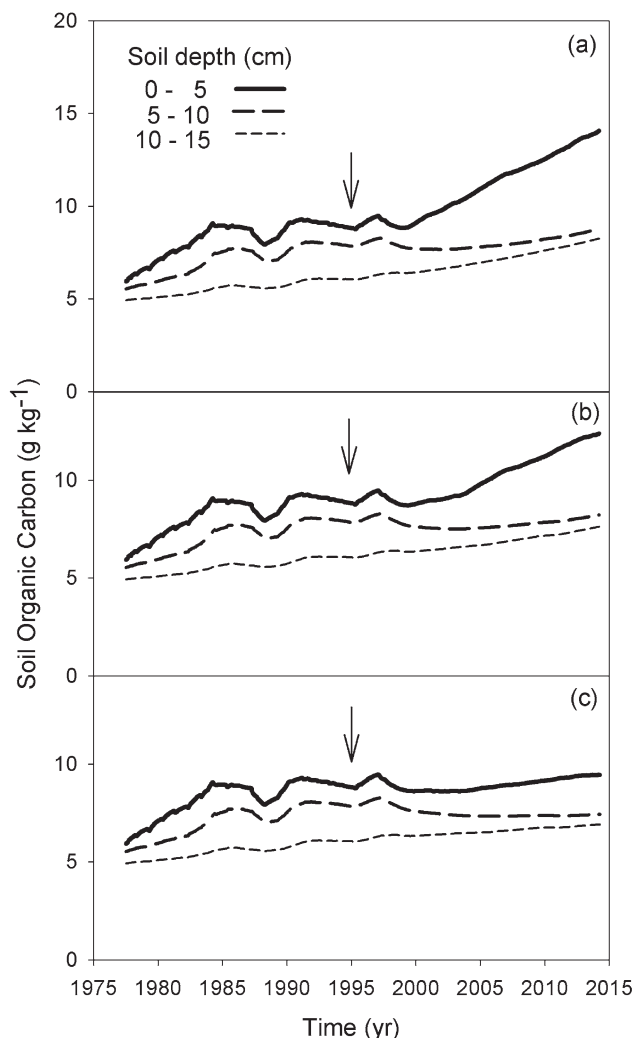 20
(a)
Soil depth (cm)
0 - 5
5 - 10
10 - 15
15
10
5
0
(b)
10
5
0
(c)
10
5
0
Soil Organic Carbon (g kg-1)
1975 1980 1985 1990 1995 2000 2005 2010 2015
Time (yr)